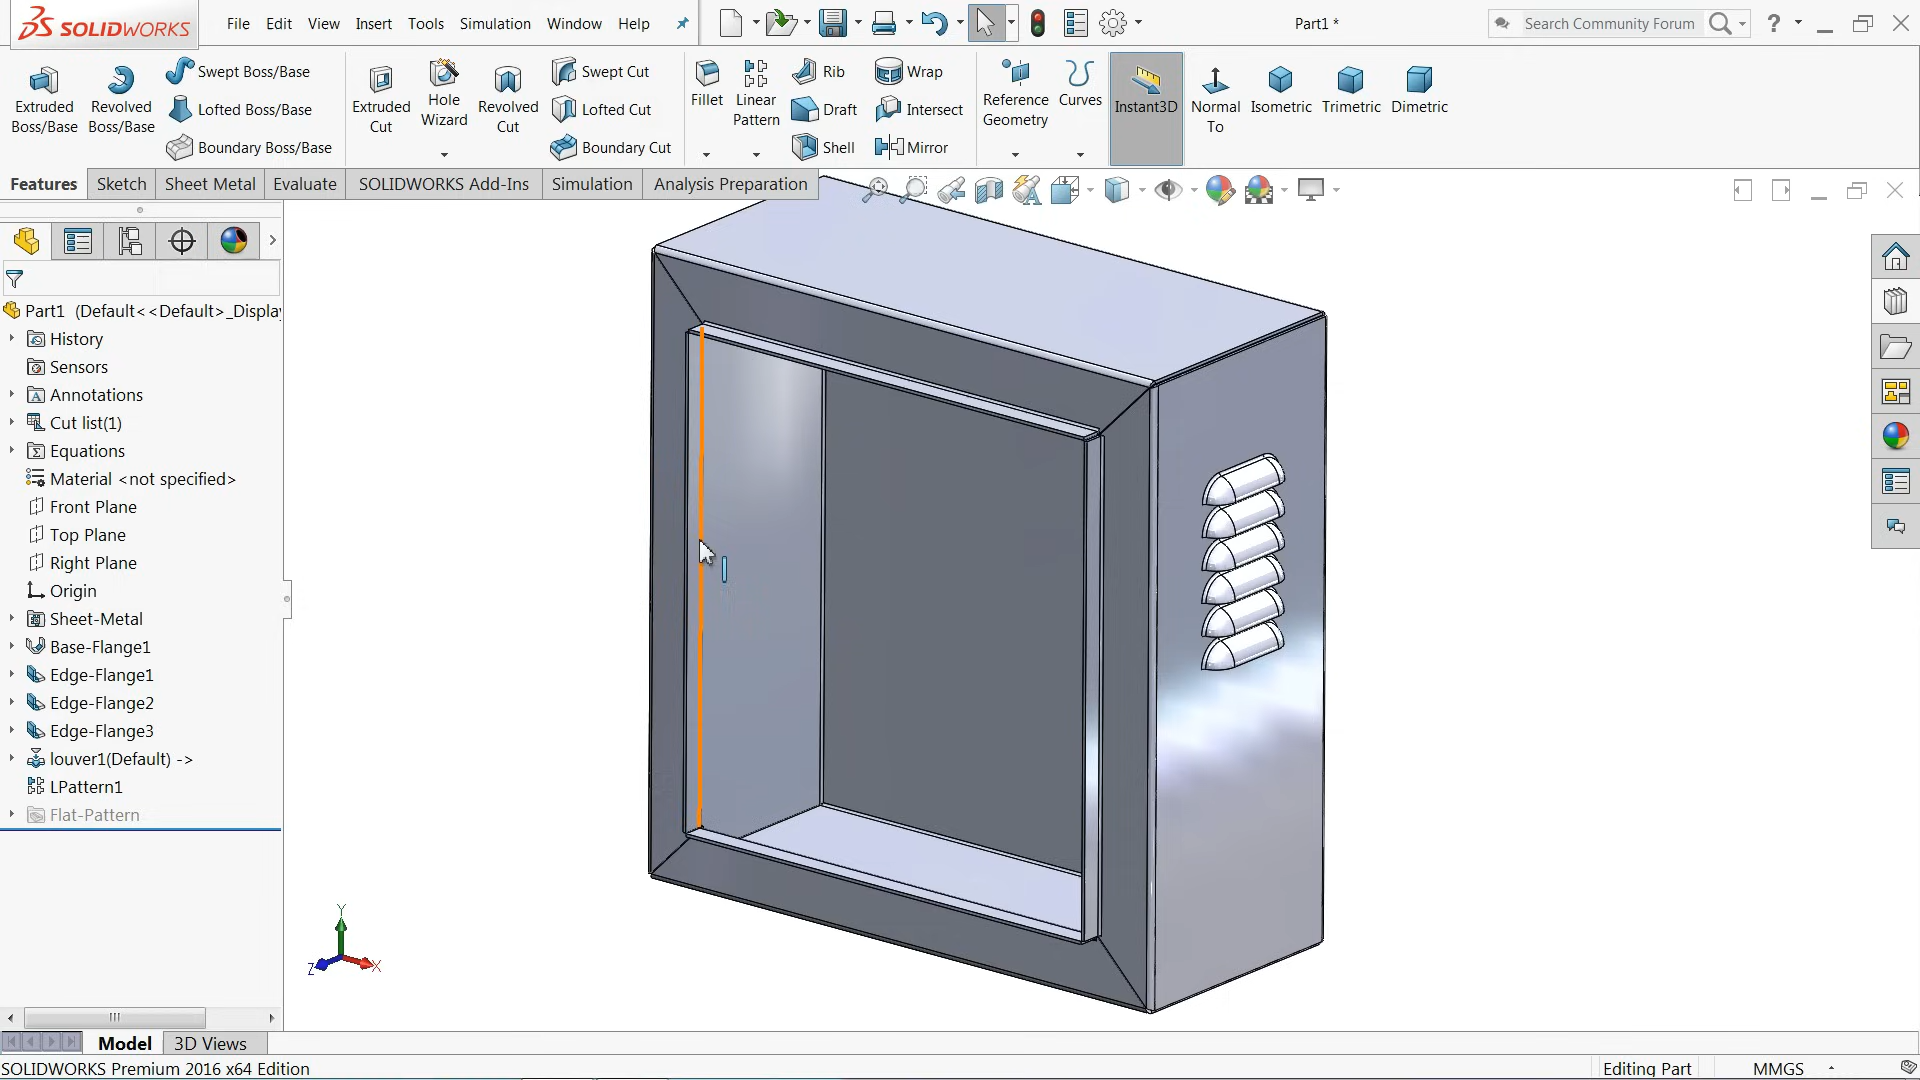 SOLIDWORKS
File Edit View Insert Tools Simulation Window Help
Part1 *
Search Community Forum
?
Extruded Boss/Base
Revolved Boss/Base
Swept Boss/Base
Lofted Boss/Base
Boundary Boss/Base
Extruded Cut
Hole Wizard
Revolved Cut
Swept Cut
Lofted Cut
Boundary Cut
Fillet
Linear Pattern
Rib
Draft
Shell
Wrap
Intersect
Mirror
Reference Geometry
Curves
Instant3D
Normal To
Isometric
Trimetric
Dimetric
Features Sketch Sheet Metal Evaluate SOLIDWORKS Add-Ins Simulation Analysis Preparation
Part1 (Default<<Default>_Displa
History
Sensors
Annotations
Cut list(1)
Equations
Material <not specified>
Front Plane
Top Plane
Right Plane
Origin
Sheet-Metal
Base-Flange1
Edge-Flange1
Edge-Flange2
Edge-Flange3
louver1(Default) ->
LPattern1
Flat-Pattern
Y
Z
X
Model 3D Views
SOLIDWORKS Premium 2016 x64 Edition
Editing Part
MMGS